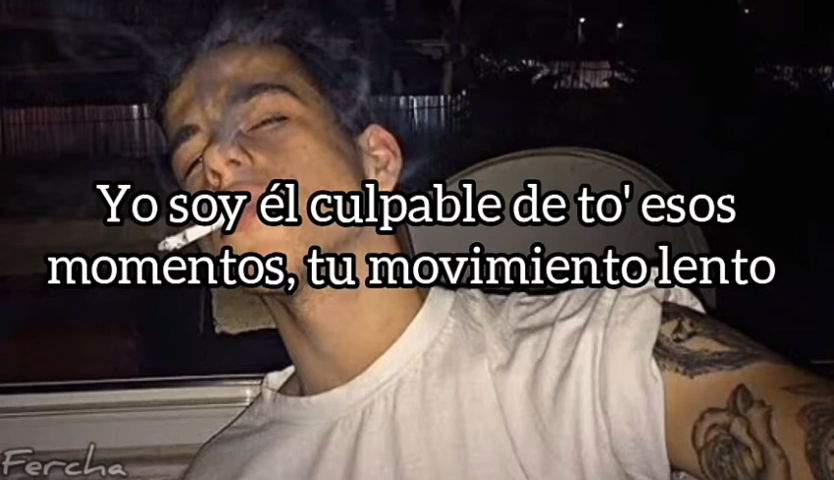 Yo soy él culpable de to' esos
momentos, tu movimiento lento
Fercha